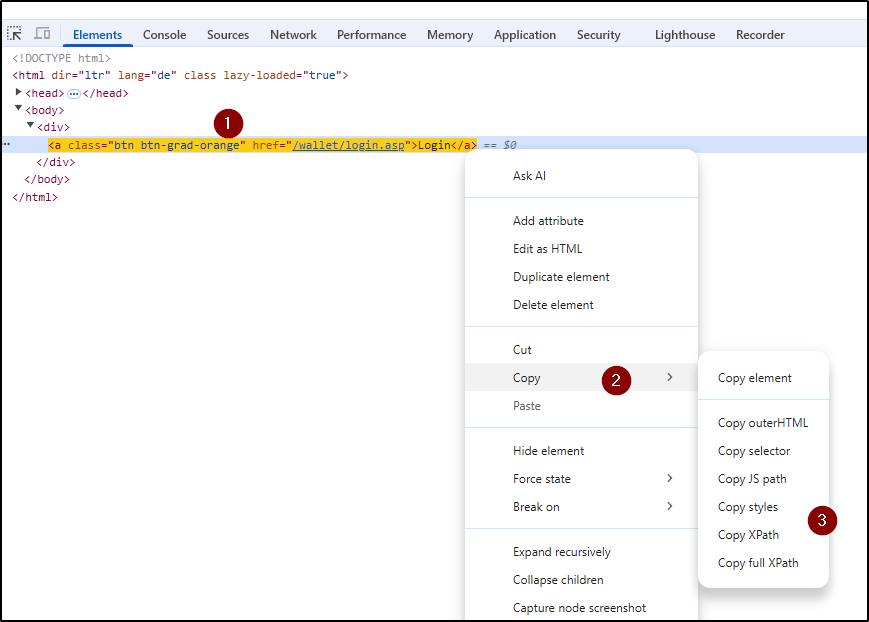 Elements Console Sources Network Performance Memory Application Security Lighthouse Recorder
<!DOCTYPE html>
<html dir="ltr" lang="de" class lazy-loaded="true">
<head> … </head>
<body>
<div>
1
… <a class="btn btn-grad-orange" href="/wallet/login.asp">Login</a> == $0
</div>
</body>
</html>
Ask AI
Add attribute
Edit as HTML
Duplicate element
Delete element
Cut
Copy 2
Paste
Hide element
Force state
Break on
Expand recursively
Collapse children
Capture node screenshot
Copy element
Copy outerHTML
Copy selector
Copy JS path
Copy styles
3
Copy XPath
Copy full XPath